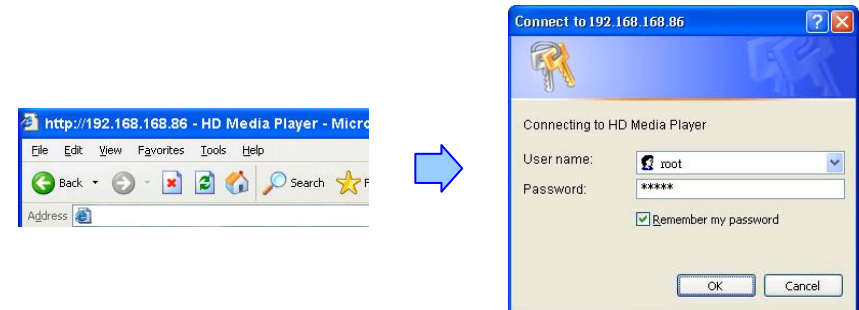 http://192.168.168.86 - HD Media Player - Micro
File Edit View Favorites Tools Help
Back Search F
Address
Connect to 192.168.168.86
Connecting to HD Media Player
User name: root
Password: *****
Remember my password
OK Cancel